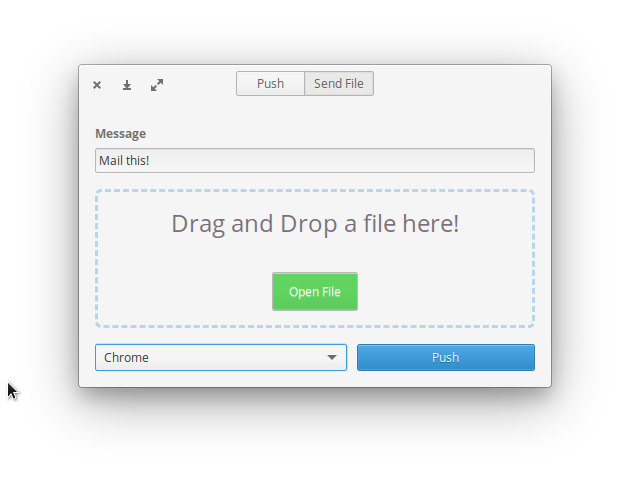 Push Send File
Message
Mail this!
Drag and Drop a file here!
Open File
Chrome Push